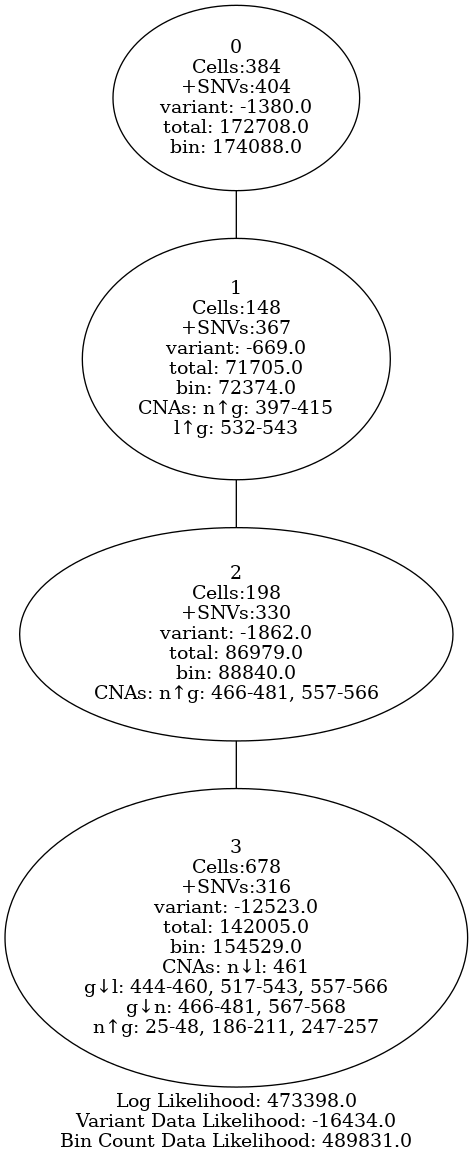 0
Cells:384
+SNVs:404
variant: -1380.0
total: 172708.0
bin: 174088.0
1
Cells:148
+SNVs:367
variant: -669.0
total: 71705.0
bin: 72374.0
CNAs: n↑g: 397-415
l↑g: 532-543
2
Cells:198
+SNVs:330
variant: -1862.0
total: 86979.0
bin: 88840.0
CNAs: n↑g: 466-481, 557-566
3
Cells:678
+SNVs:316
variant: -12523.0
total: 142005.0
bin: 154529.0
CNAs: n↓l: 461
g↓l: 444-460, 517-543, 557-566
g↓n: 466-481, 567-568
n↑g: 25-48, 186-211, 247-257
Log Likelihood: 473398.0
Variant Data Likelihood: -16434.0
Bin Count Data Likelihood: 489831.0